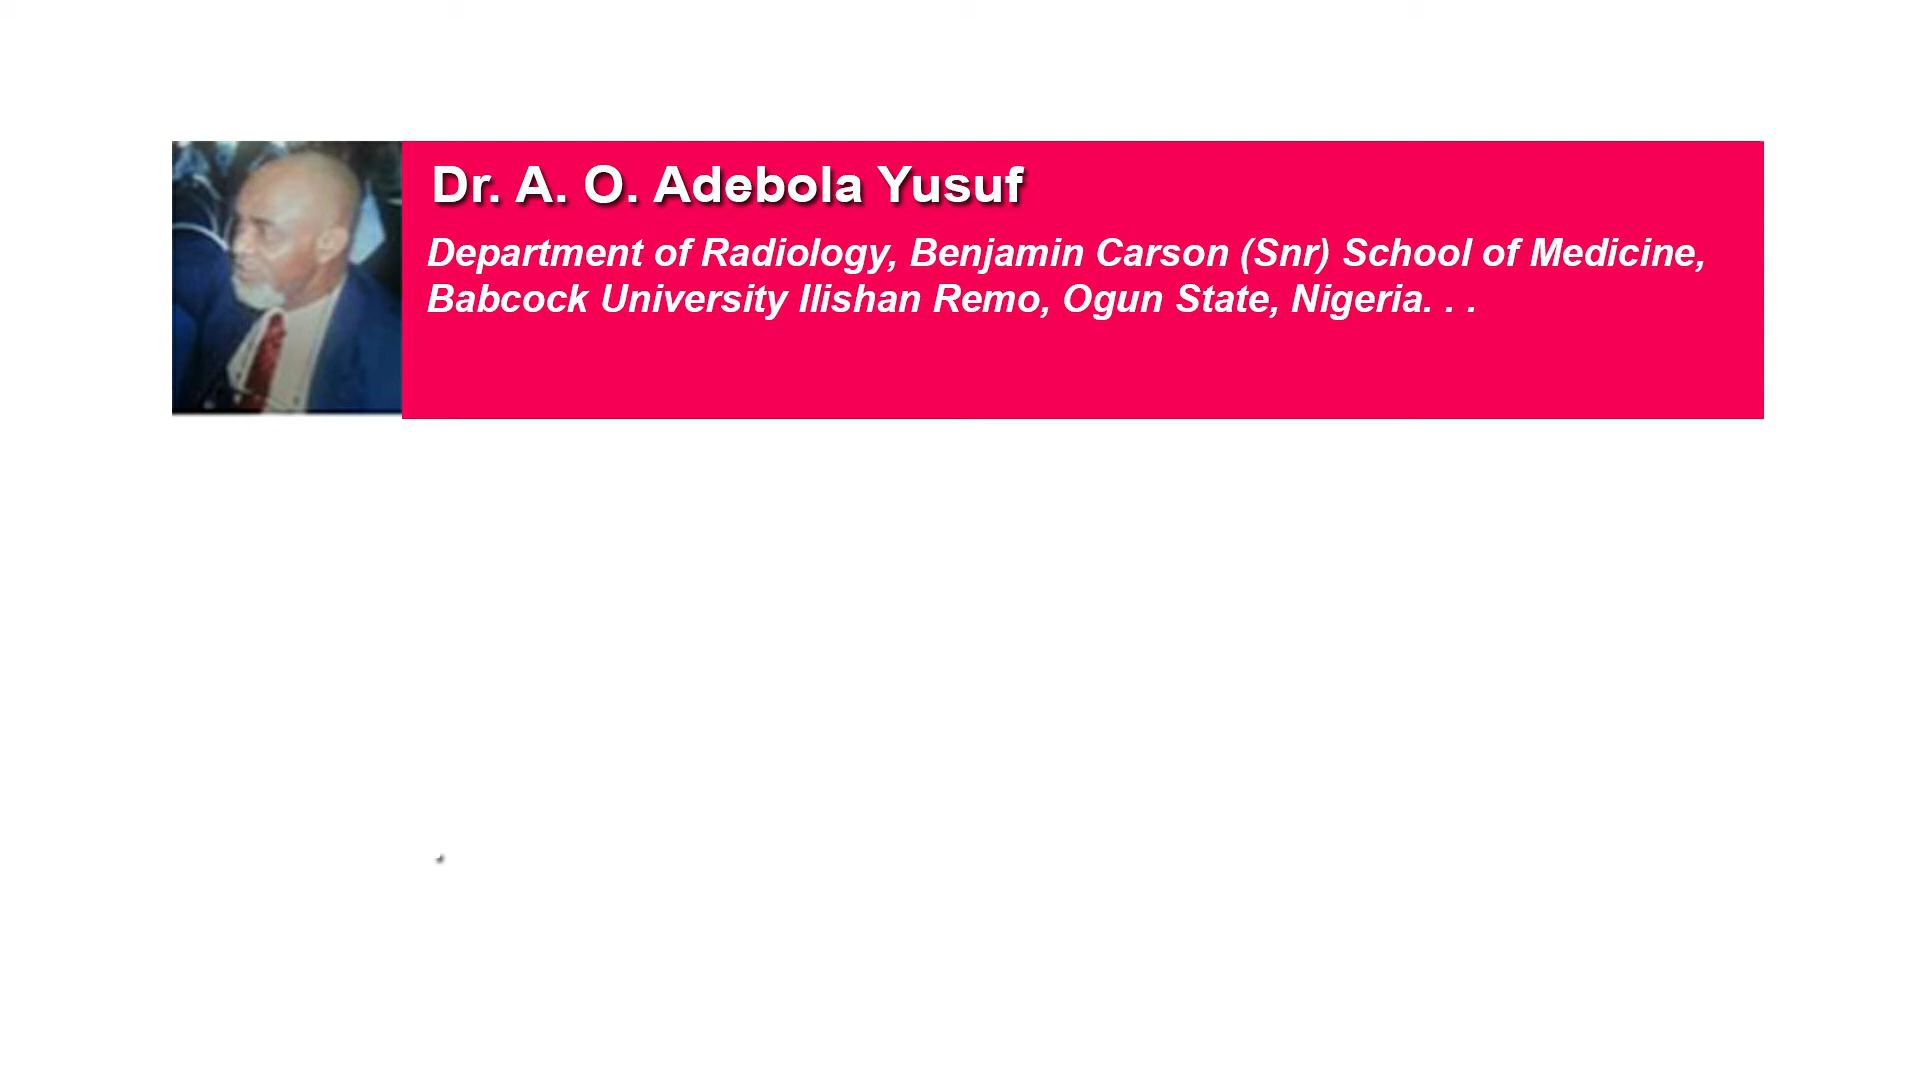 Dr. A. O. Adebola Yusuf
Department of Radiology, Benjamin Carson (Snr) School of Medicine,
Babcock University Ilishan Remo, Ogun State, Nigeria. . .